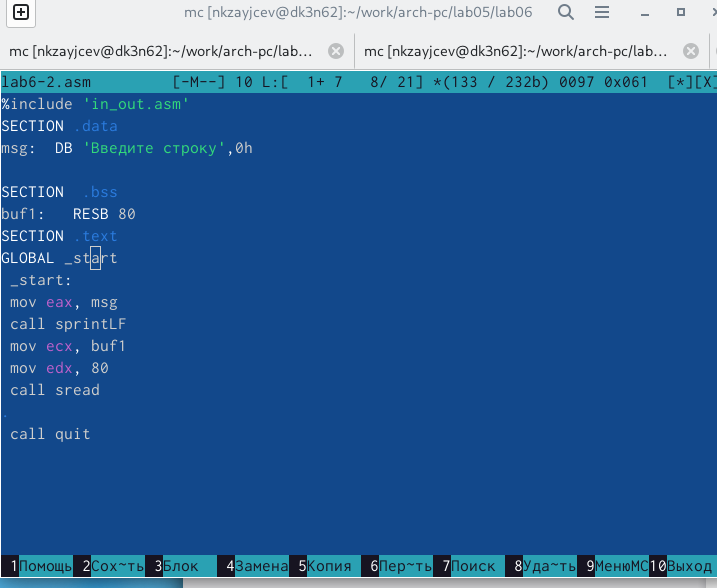 mc [nkzayjcev@dk3n62]:~/work/arch-pc/lab05/lab06
mc [nkzayjcev@dk3n62]:~/work/arch-pc/lab... mc [nkzayjcev@dk3n62]:~/work/arch-pc/lab...
lab6-2.asm [-M--] 10 L:[ 1+ 7 8/ 21] *(133 / 232b) 0097 0x061 [*][X]
%include 'in_out.asm'
SECTION .data
msg: DB 'Введите строку',0h
SECTION .bss
buf1: RESB 80
SECTION .text
GLOBAL _start
_start:
mov eax, msg
call sprintLF
mov ecx, buf1
mov edx, 80
call sread
.
call quit
1Помощь 2Сох~ть 3Блок 4Замена 5Копия 6Пер~ть 7Поиск 8Уда~ть 9МенюMC 10Выход